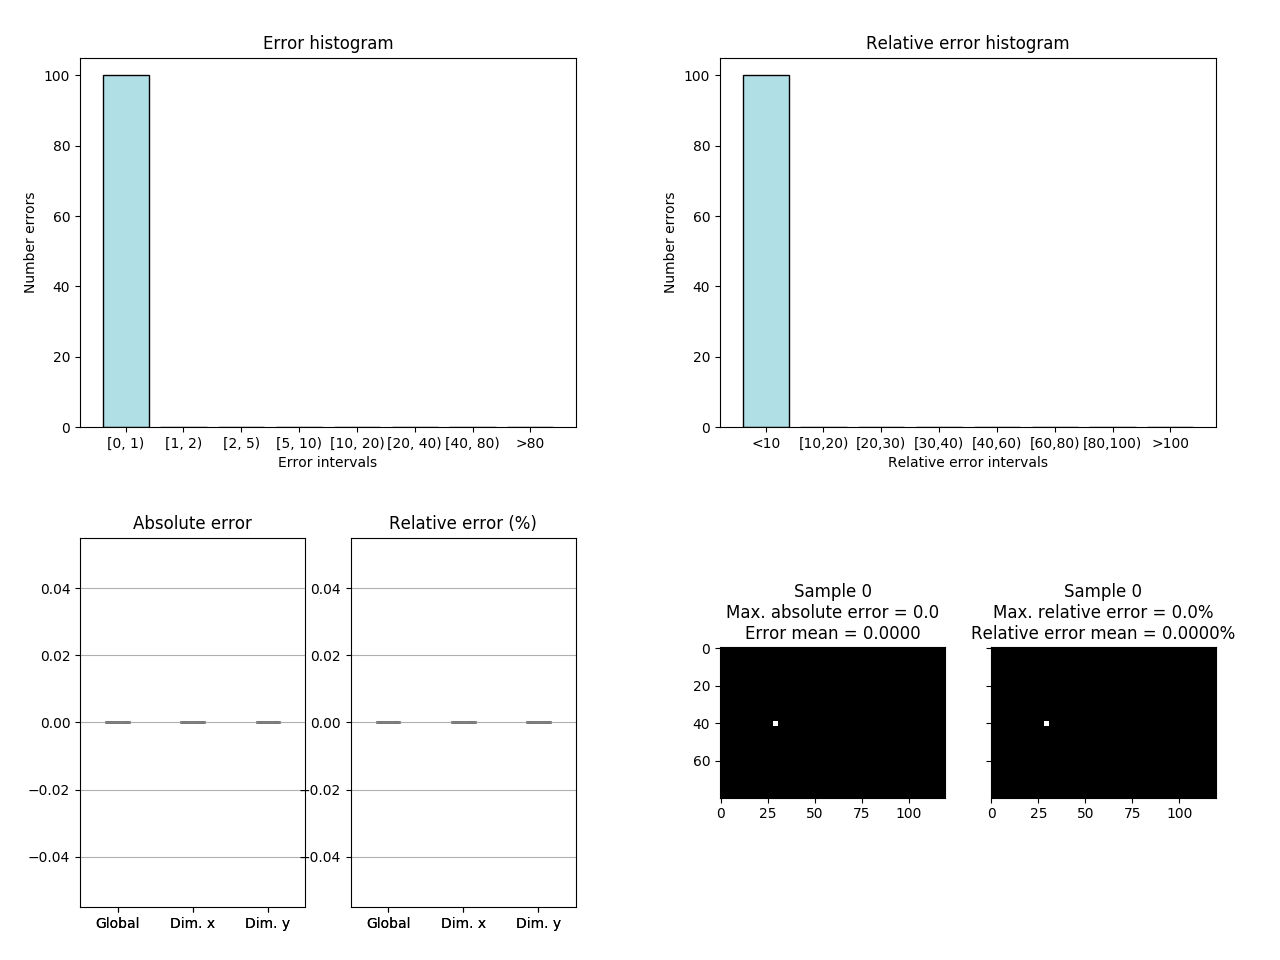 Error histogram
100
80
60
40
20
0
Number errors
[0, 1)
[1, 2)
[2, 5)
[5, 10)
[10, 20)
[20, 40)
[40, 80)
>80
Error intervals
Relative error histogram
100
80
60
40
20
0
Number errors
<10
[10,20)
[20,30)
[30,40)
[40,60)
[60,80)
[80,100)
>100
Relative error intervals
Absolute error
0.04
0.02
0.00
−0.02
−0.04
Global
Dim. x
Dim. y
Relative error (%)
0.04
0.02
0.00
−0.02
−0.04
Global
Dim. x
Dim. y
Sample 0
Max. absolute error = 0.0
Error mean = 0.0000
0
20
40
60
0
25
50
75
100
Sample 0
Max. relative error = 0.0%
Relative error mean = 0.0000%
0
25
50
75
100